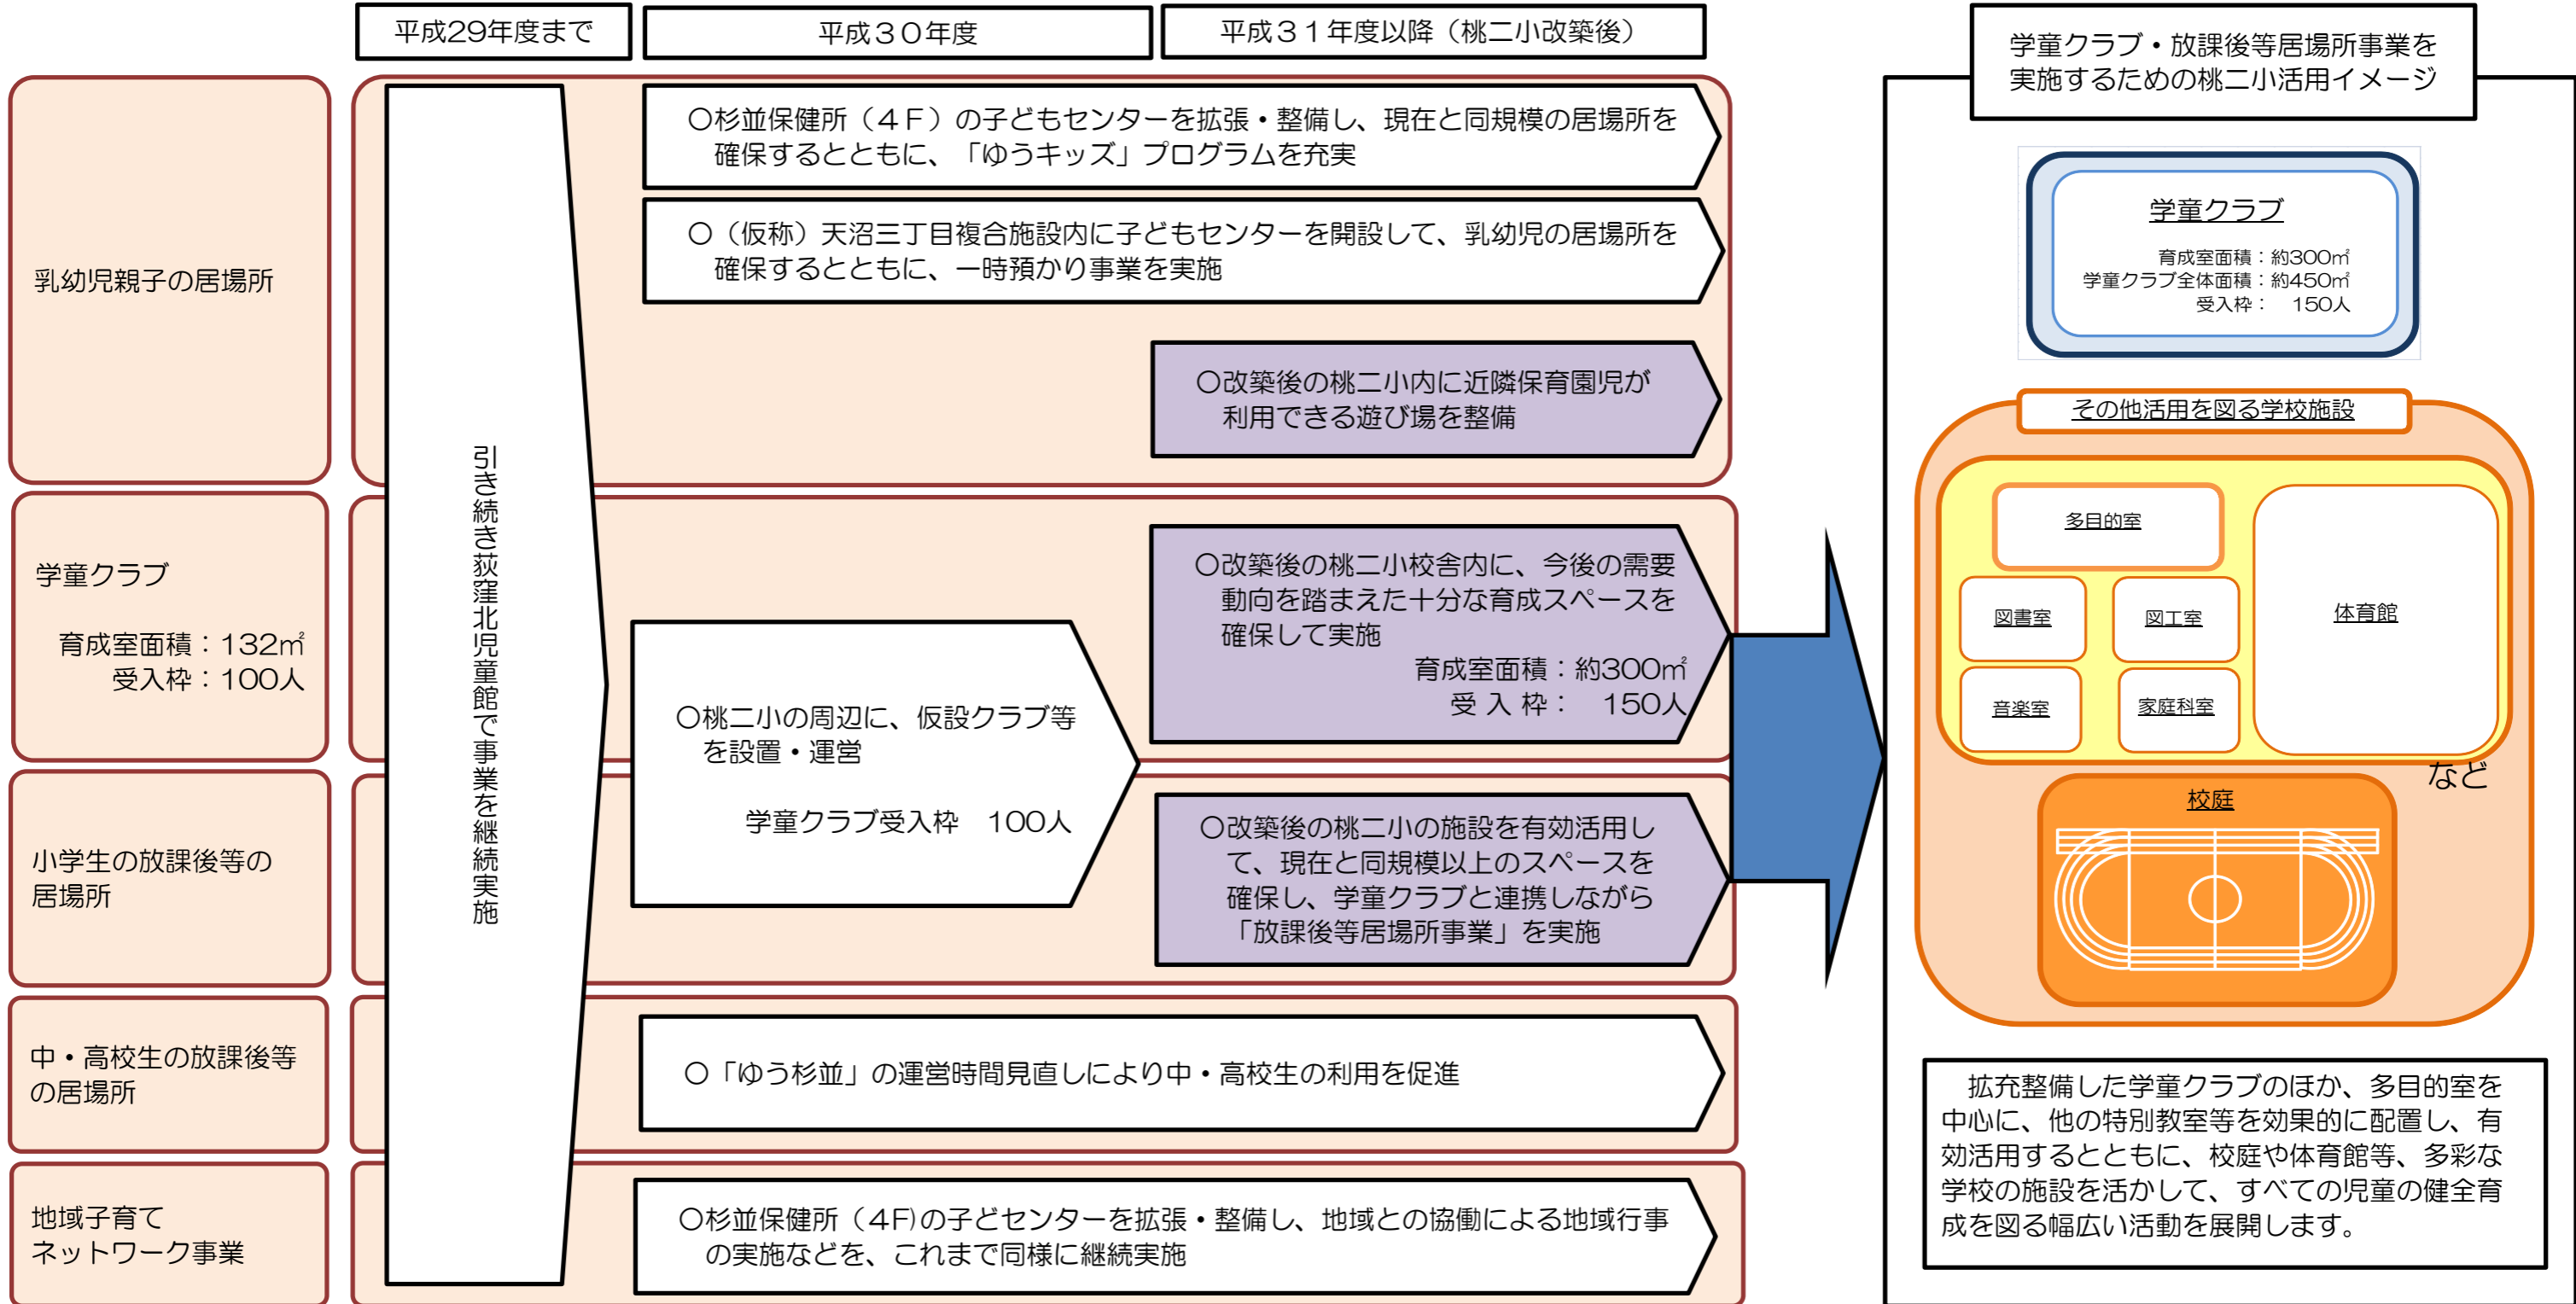 平成29年度まで
平成３０年度
平成３１年度以降（桃二小改築後）
乳幼児親子の居場所
学童クラブ
育成室面積：132㎡
受入枠：100人
小学生の放課後等の
居場所
中・高校生の放課後等
の居場所
地域子育て
ネットワーク事業
引き続き荻窪北児童館で事業を継続実施
〇杉並保健所（４Ｆ）の子どもセンターを拡張・整備し、現在と同規模の居場所を
確保するとともに、「ゆうキッズ」プログラムを充実
〇（仮称）天沼三丁目複合施設内に子どもセンターを開設して、乳幼児の居場所を
確保するとともに、一時預かり事業を実施
〇改築後の桃二小内に近隣保育園児が
利用できる遊び場を整備
〇桃二小の周辺に、仮設クラブ等
を設置・運営
学童クラブ受入枠　100人
〇改築後の桃二小校舎内に、今後の需要
動向を踏まえた十分な育成スペースを
確保して実施
育成室面積：約300㎡
受 入 枠：　150人
〇改築後の桃二小の施設を有効活用し
て、現在と同規模以上のスペースを
確保し、学童クラブと連携しながら
「放課後等居場所事業」を実施
〇「ゆう杉並」の運営時間見直しにより中・高校生の利用を促進
〇杉並保健所（４F)の子どセンターを拡張・整備し、地域との協働による地域行事
の実施などを、これまで同様に継続実施
学童クラブ・放課後等居場所事業を
実施するための桃二小活用イメージ
学童クラブ
育成室面積：約300㎡
学童クラブ全体面積：約450㎡
受入枠：　150人
その他活用を図る学校施設
多目的室
図書室
図工室
体育館
音楽室
家庭科室
など
校庭
拡充整備した学童クラブのほか、多目的室を
中心に、他の特別教室等を効果的に配置し、有
効活用するとともに、校庭や体育館等、多彩な
学校の施設を活かして、すべての児童の健全育
成を図る幅広い活動を展開します。